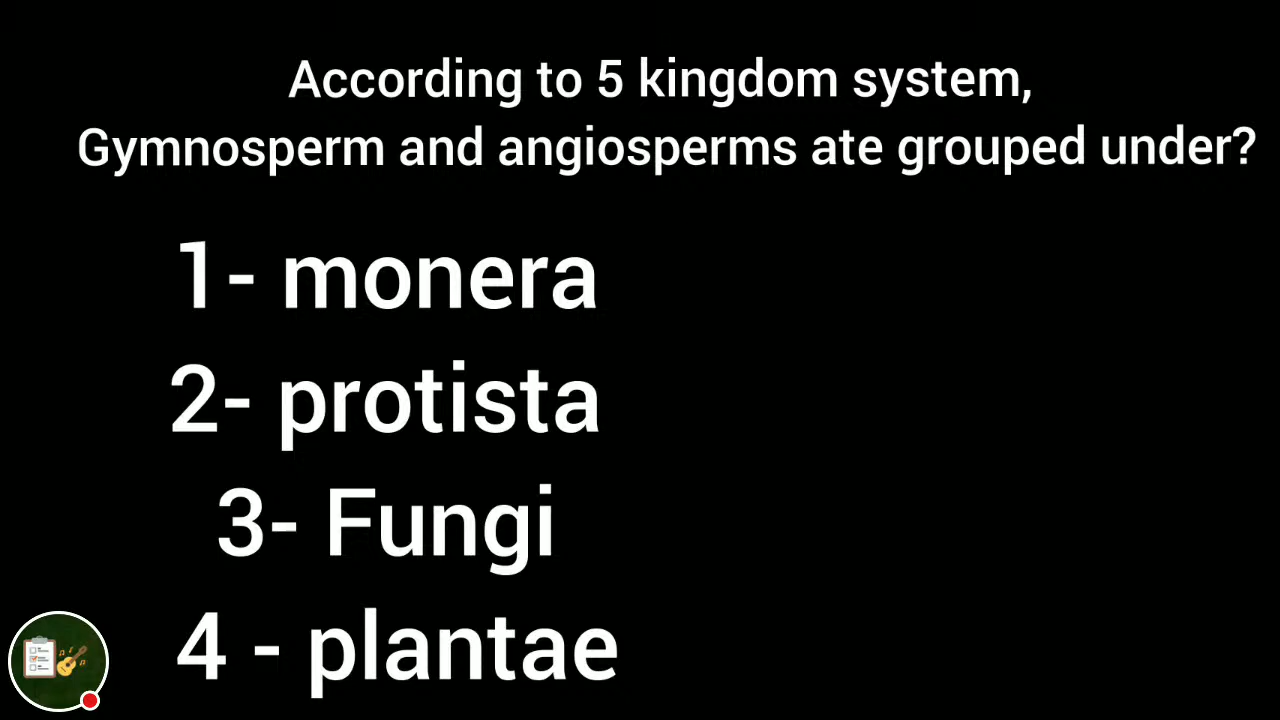 According to 5 kingdom system,
Gymnosperm and angiosperms ate grouped under?
1- monera
2- protista
3- Fungi
4 - plantae